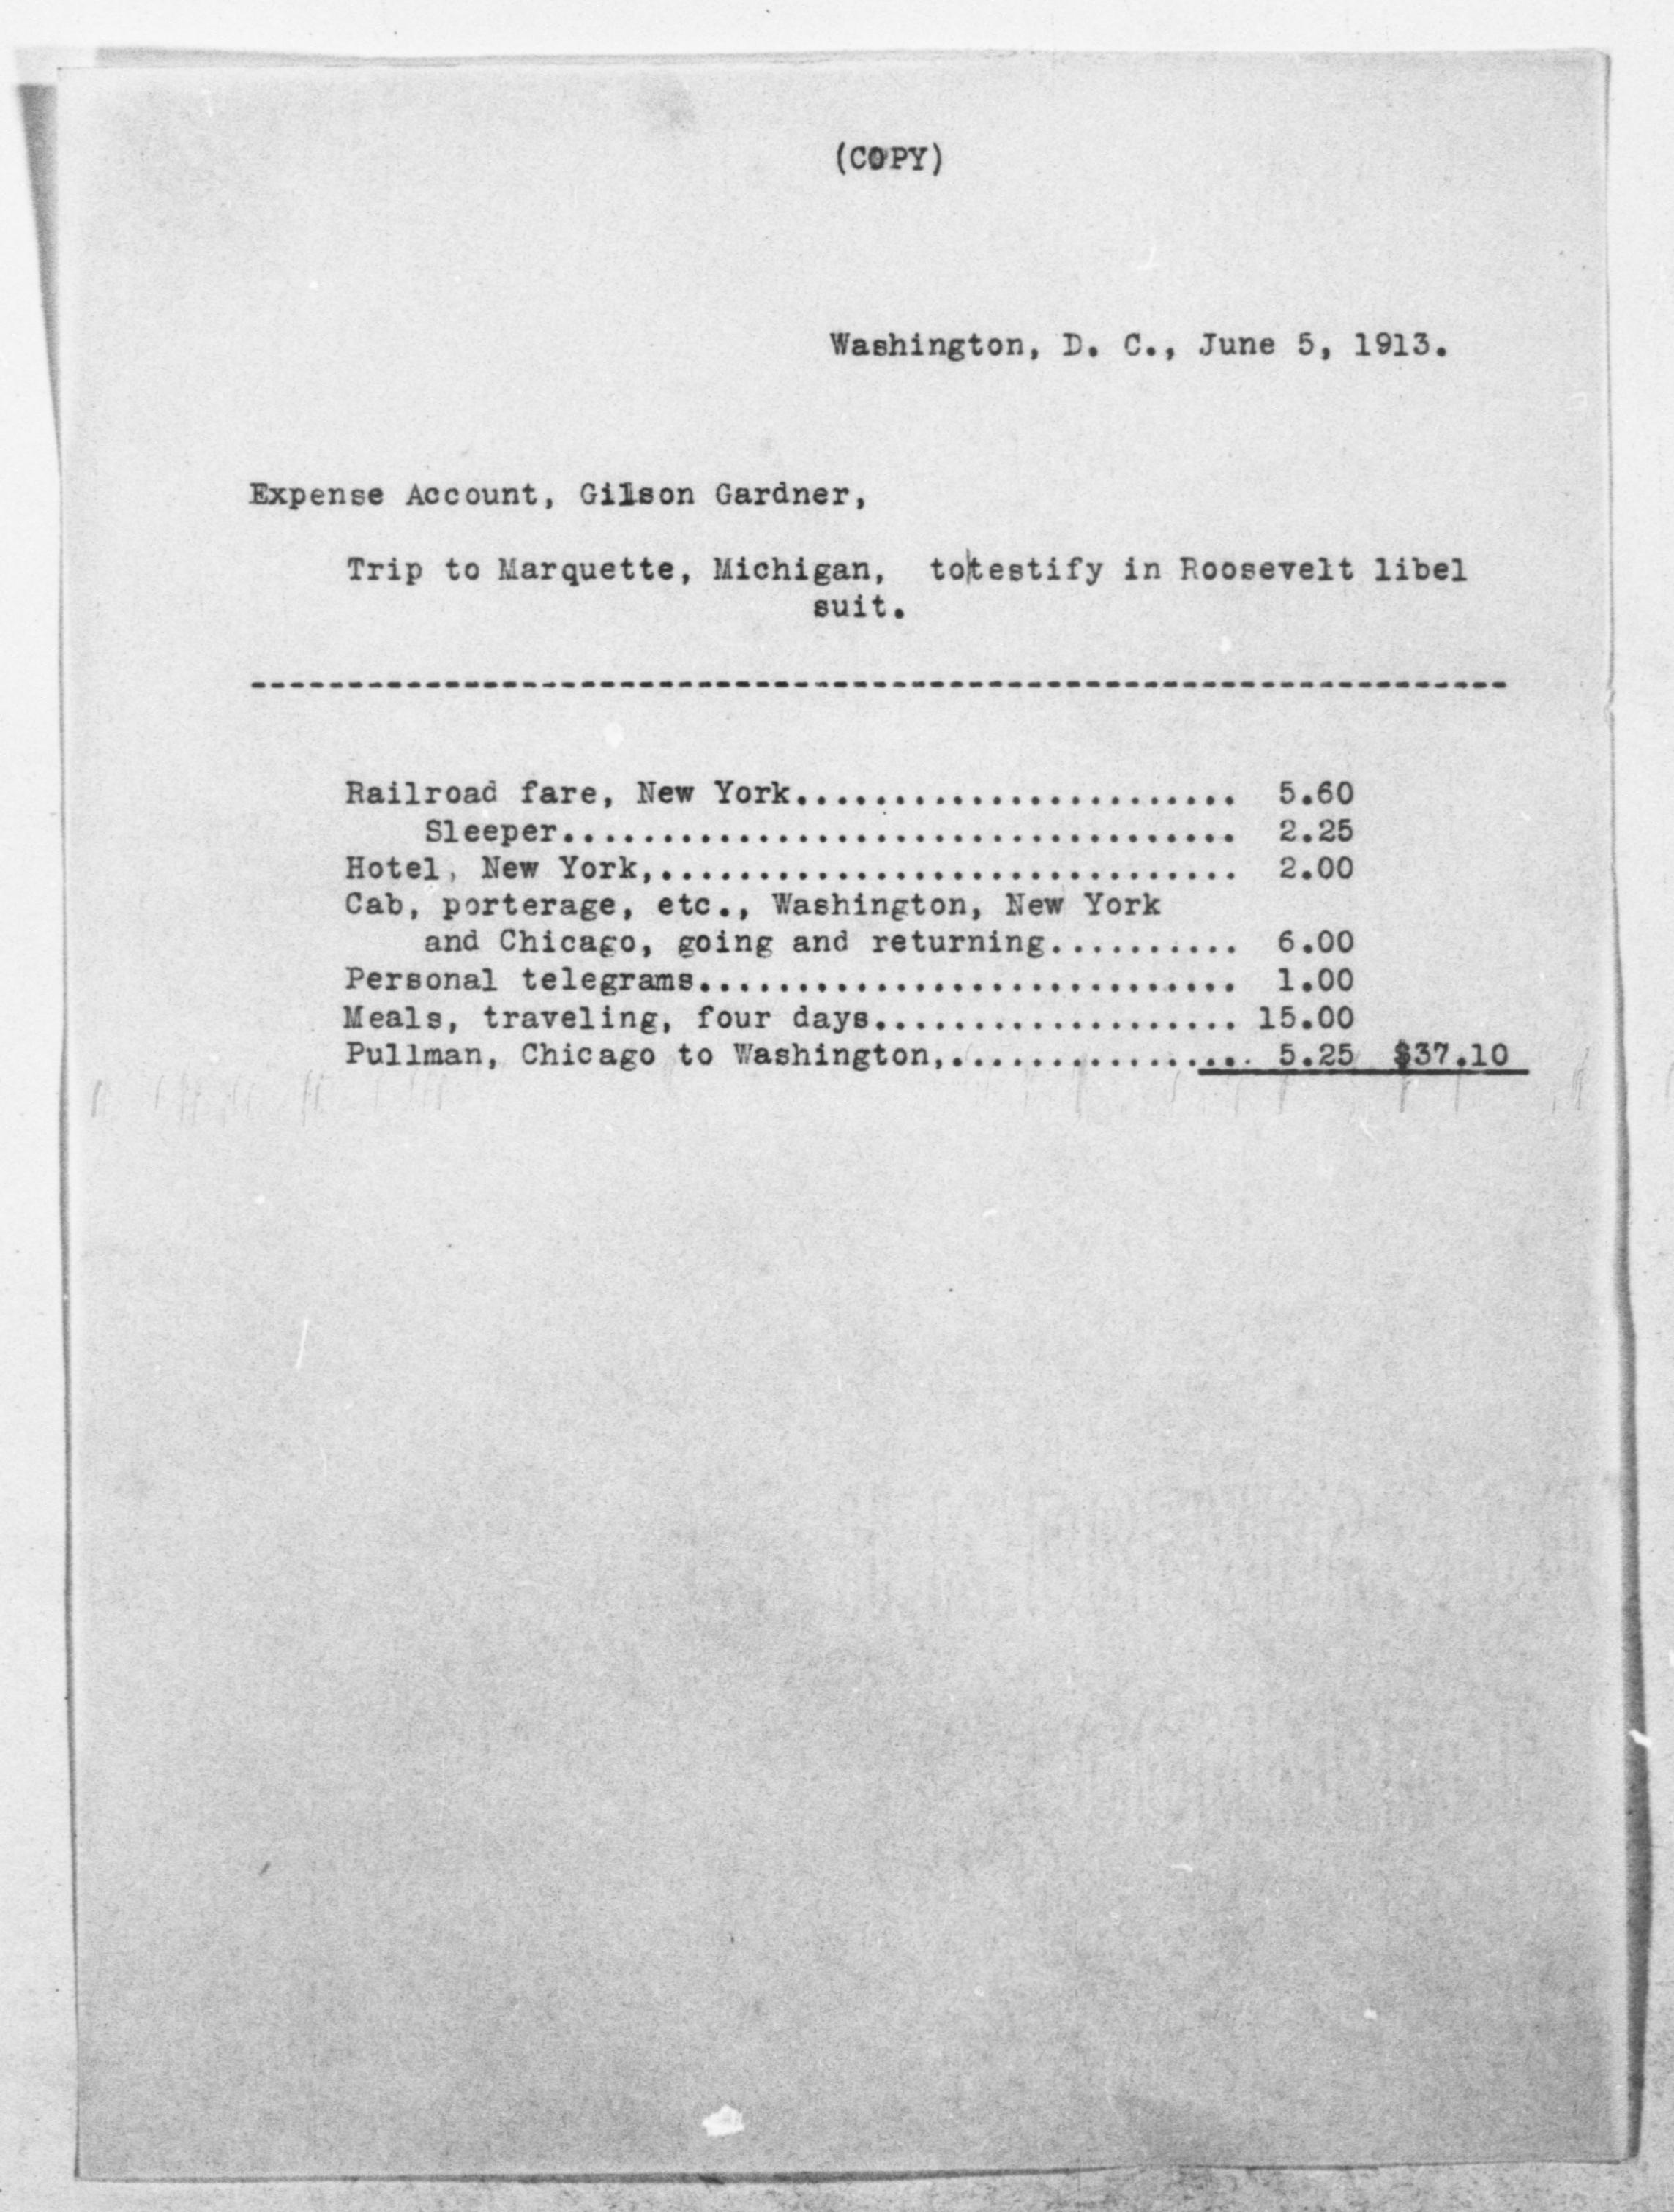 (COPY)
Washington, D. C., June 5, 1913.
Expense Account, Gilson Gardner,
Trip to Marquette, Michigan, to|testify in Roosevelt libel
suit.
-----------------------------------------------------------------
Railroad fare, New York....................... 5.60
Sleeper................................... 2.25
Hotel, New York,.............................. 2.00
Cab, porterage, etc., Washington, New York
and Chicago, going and returning.......... 6.00
Personal telegrams............................ 1.00
Meals, traveling, four days................... 15.00
Pullman, Chicago to Washington,................ 5.25 $37.10